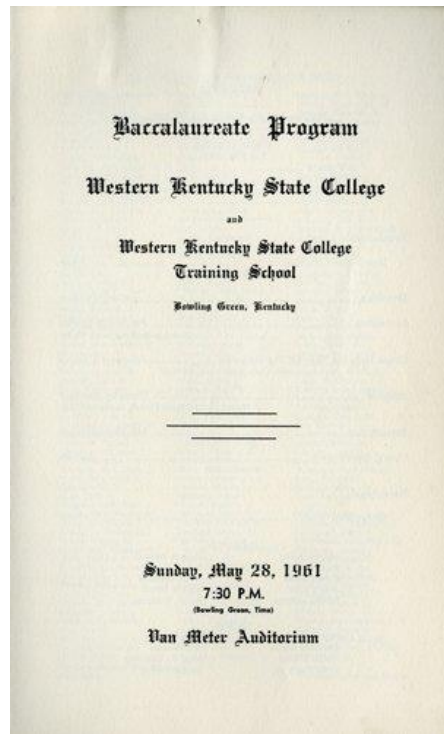 Baccalaureate Program
Western Kentucky State College
and
Western Kentucky State College
Training School
Bowling Green, Kentucky
Sunday, May 28, 1961
7:30 P.M.
(Bowling Green, Time)
Van Meter Auditorium